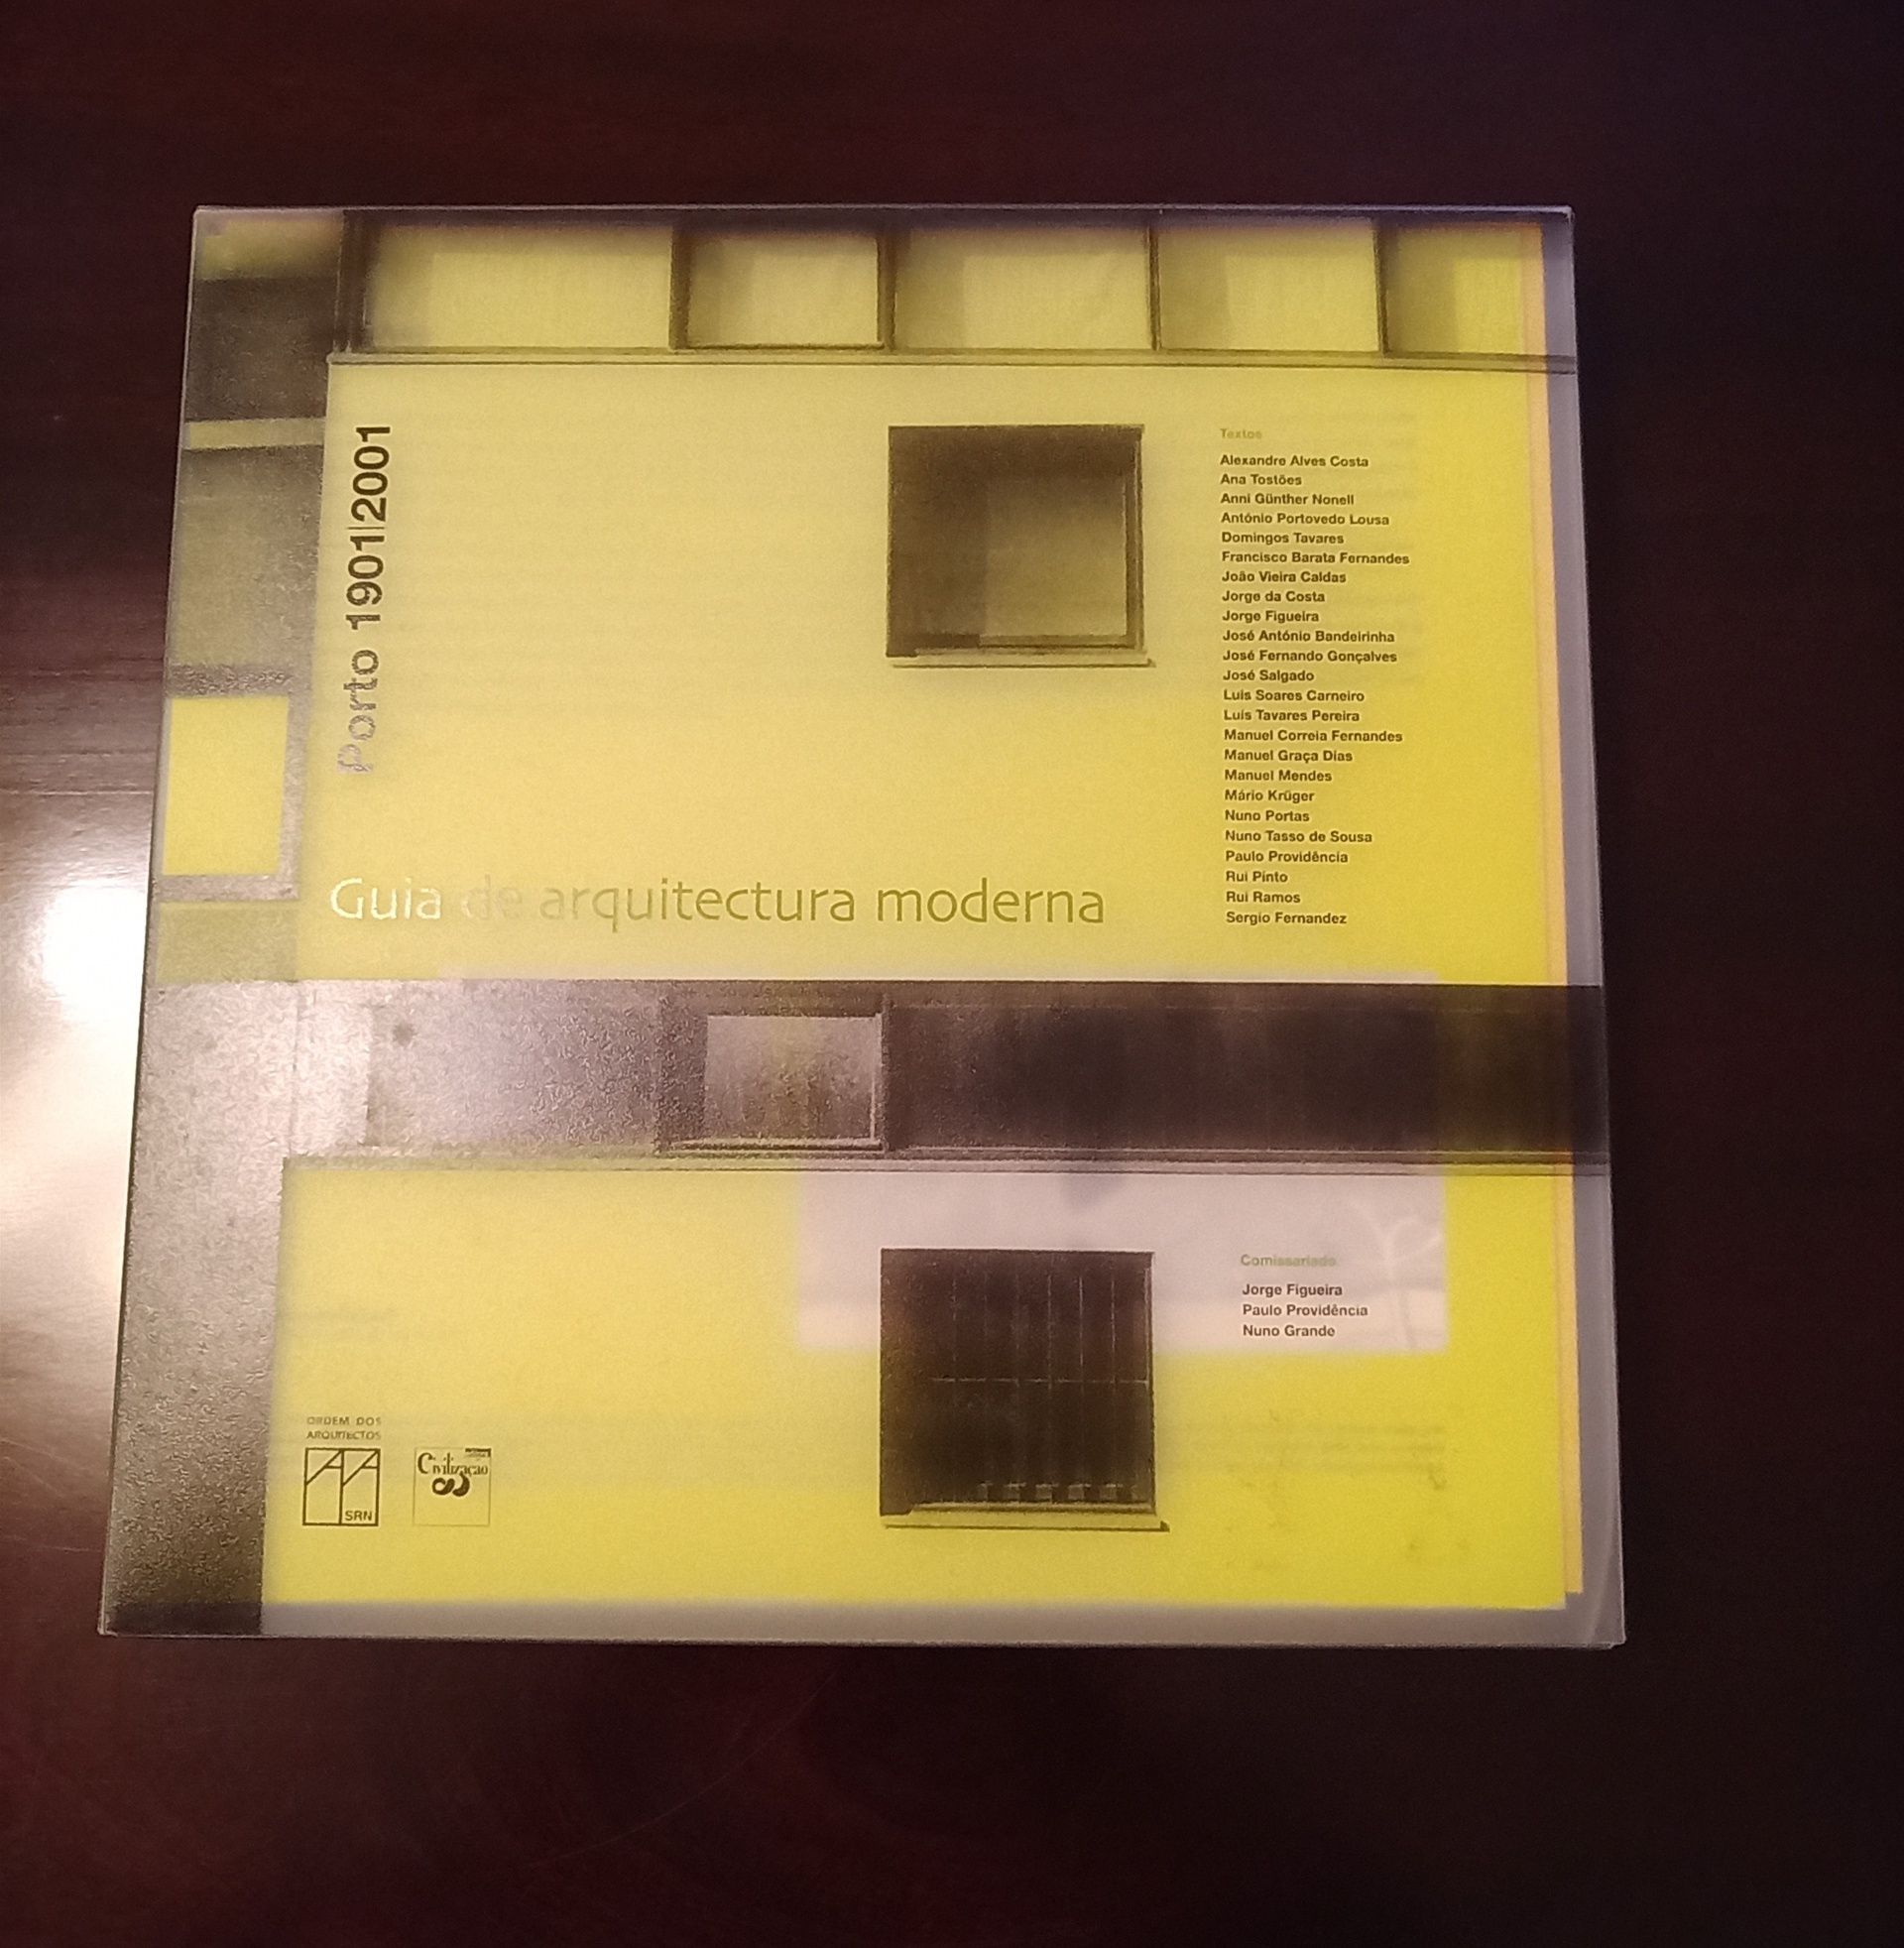 Porto 1901|2001
Guia de arquitectura moderna
Textos
Alexandre Alves Costa
Ana Tostões
Anni Günther Nonell
António Portovedo Lousa
Domingos Tavares
Francisco Barata Fernandes
João Vieira Caldas
Jorge da Costa
Jorge Figueira
José António Bandeirinha
José Fernando Gonçalves
José Salgado
Luis Soares Carneiro
Luís Tavares Pereira
Manuel Correia Fernandes
Manuel Graça Dias
Manuel Mendes
Mário Krüger
Nuno Portas
Nuno Tasso de Sousa
Paulo Providência
Rui Pinto
Rui Ramos
Sergio Fernandez
Comissariado
Jorge Figueira
Paulo Providência
Nuno Grande
ORDEM DOS
ARQUITECTOS
SRN
Civilização